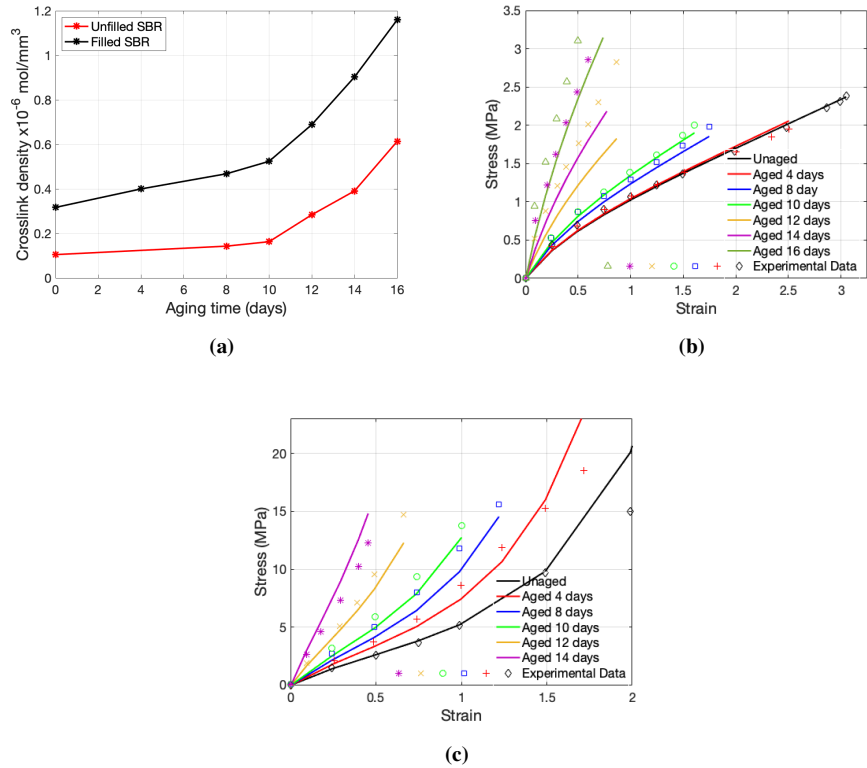 1.2
1
0.8
0.6
0.4
0.2
0
Crosslink density x10-6 mol/mm3
Unfilled SBR
Filled SBR
0 2 4 6 8 10 12 14 16
Aging time (days)
(a)
3.5
3
2.5
2
1.5
1
0.5
0
Stress (MPa)
Unaged
Aged 4 days
Aged 8 day
Aged 10 days
Aged 12 days
Aged 14 days
Aged 16 days
Experimental Data
0 0.5 1 1.5 2 2.5 3
Strain
(b)
20
15
10
5
0
Stress (MPa)
Unaged
Aged 4 days
Aged 8 days
Aged 10 days
Aged 12 days
Aged 14 days
Experimental Data
0 0.5 1 1.5 2
Strain
(c)